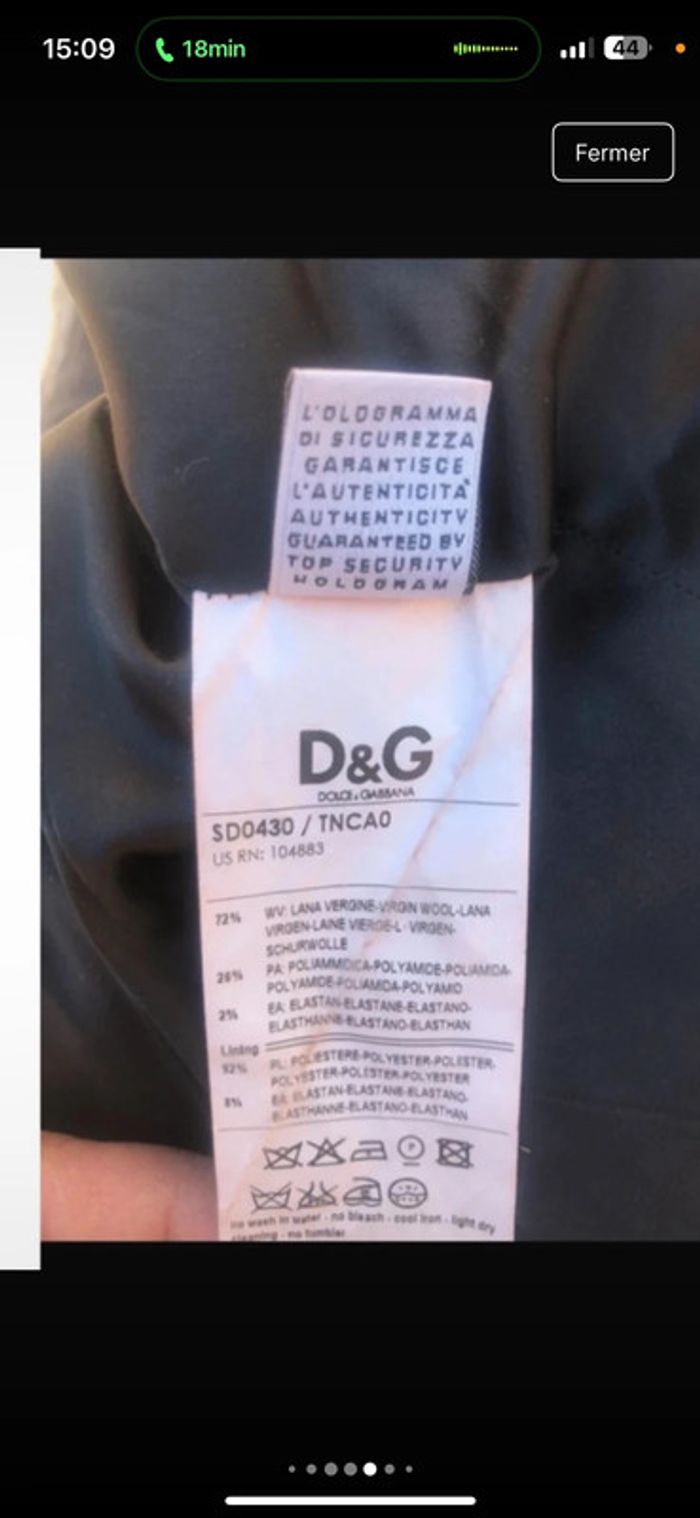 15:09
18min
44
Fermer
L'OLOGRAMMA
DI SICUREZZA
GARANTISCE
L'AUTENTICITÀ
AUTHENTICITY
GUARANTEED BY
TOP SECURITY
HOLOGRAM
D&G
DOLCE & GABBANA
SD0430 / TNCA0
US RN: 104883
72% WV: LANA VERGINE-VIRGIN WOOL-LANA
VIRGEN-LAINE VIERGE-L· VIRGEN-
SCHURWOLLE
26% PA: POLIAMMIDICA-POLYAMIDE-POLIAMIDA-
POLYAMIDE-POLIAMIDA-POLYAMID
2% EA: ELASTAN-ELASTANE-ELASTANO-
ELASTHANNE-ELASTANO-ELASTHAN
Lining
92% PL: POLIESTERE-POLYESTER-POLIESTER-
POLYESTER-POLIESTER-POLYESTER
8% EA: ELASTAN-ELASTANE-ELASTANO-
ELASTHANNE-ELASTANO-ELASTHAN
P
no wash in water - no bleach - cool iron - light dry
cleaning - no tumbler